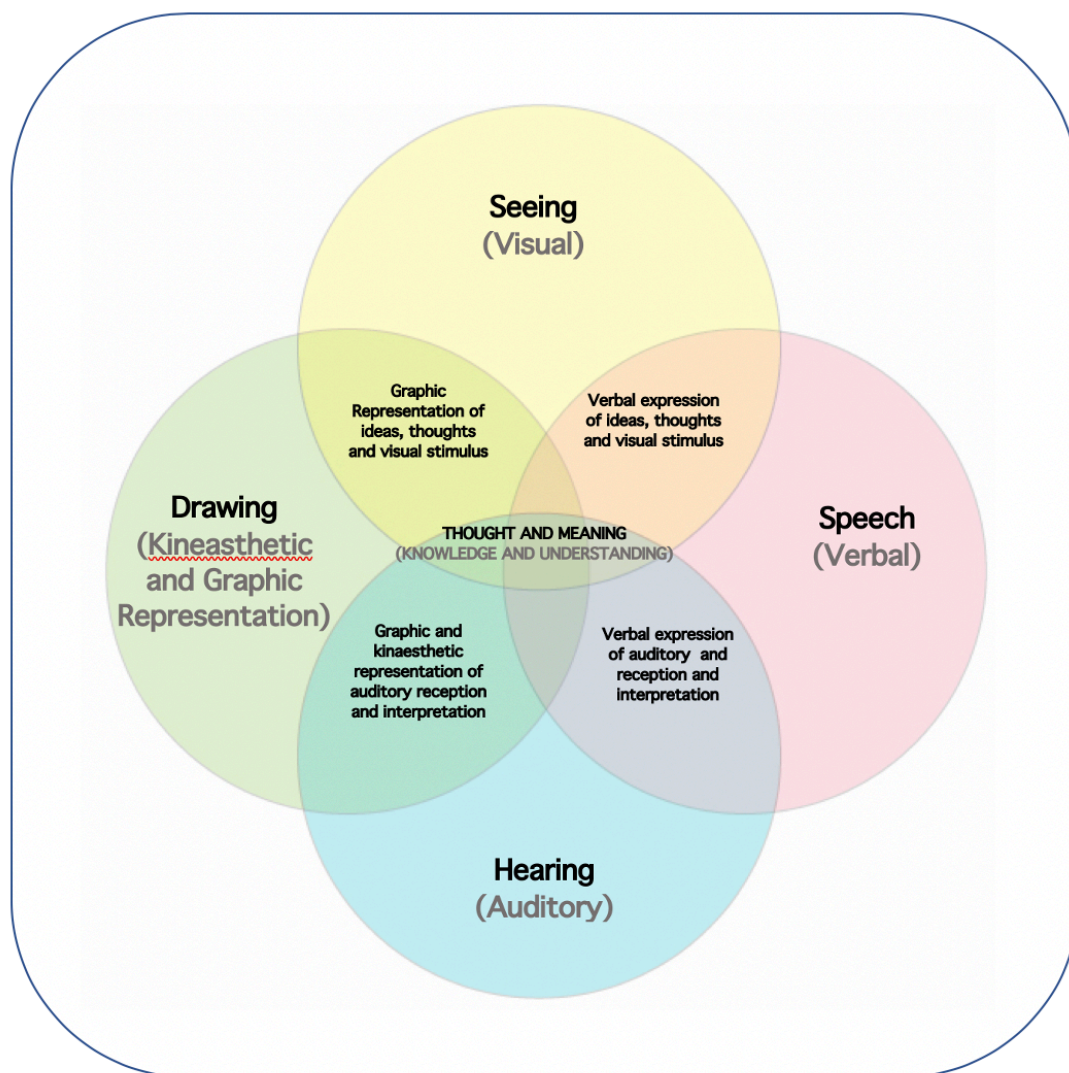 Seeing
(Visual)
Graphic
Representation of
ideas, thoughts
and visual stimulus
Verbal expression
of ideas, thoughts
and visual stimulus
Drawing
(Kineasthetic
and Graphic
Representation)
THOUGHT AND MEANING
(KNOWLEDGE AND UNDERSTANDING)
Speech
(Verbal)
Graphic and
kinaesthetic
representation of
auditory reception
and interpretation
Verbal expression
of auditory  and
reception and
interpretation
Hearing
(Auditory)